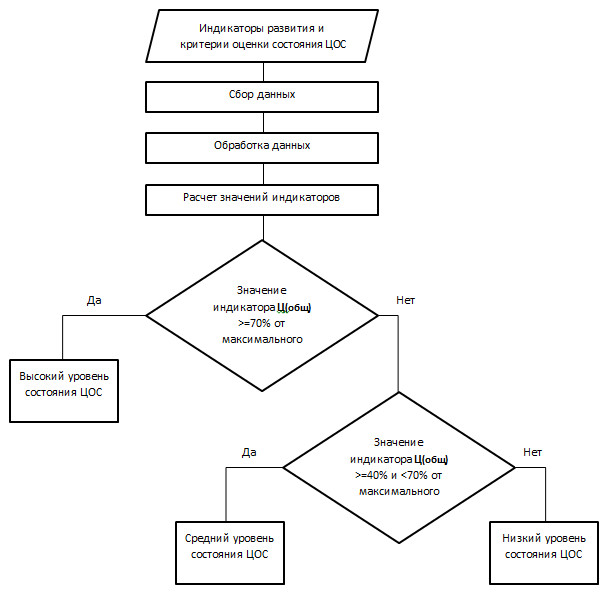 Индикаторы развития и
критерии оценки состояния ЦОС
Сбор данных
Обработка данных
Расчет значений индикаторов
Значение
индикатора Ц(общ)
>=70% от
максимального
Да
Нет
Высокий уровень
состояния ЦОС
Значение
индикатора Ц(общ)
>=40% и <70% от
максимального
Да
Нет
Средний уровень
состояния ЦОС
Низкий уровень
состояния ЦОС